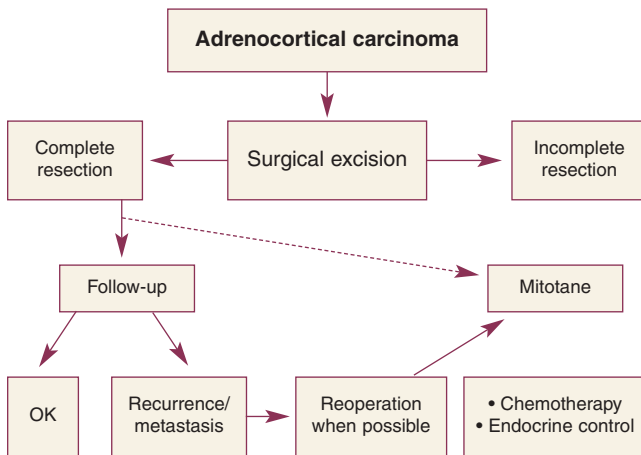 Adrenocortical carcinoma
Complete
resection
Surgical excision
Incomplete
resection
Follow-up
Mitotane
OK
Recurrence/
metastasis
Reoperation
when possible
• Chemotherapy
• Endocrine control